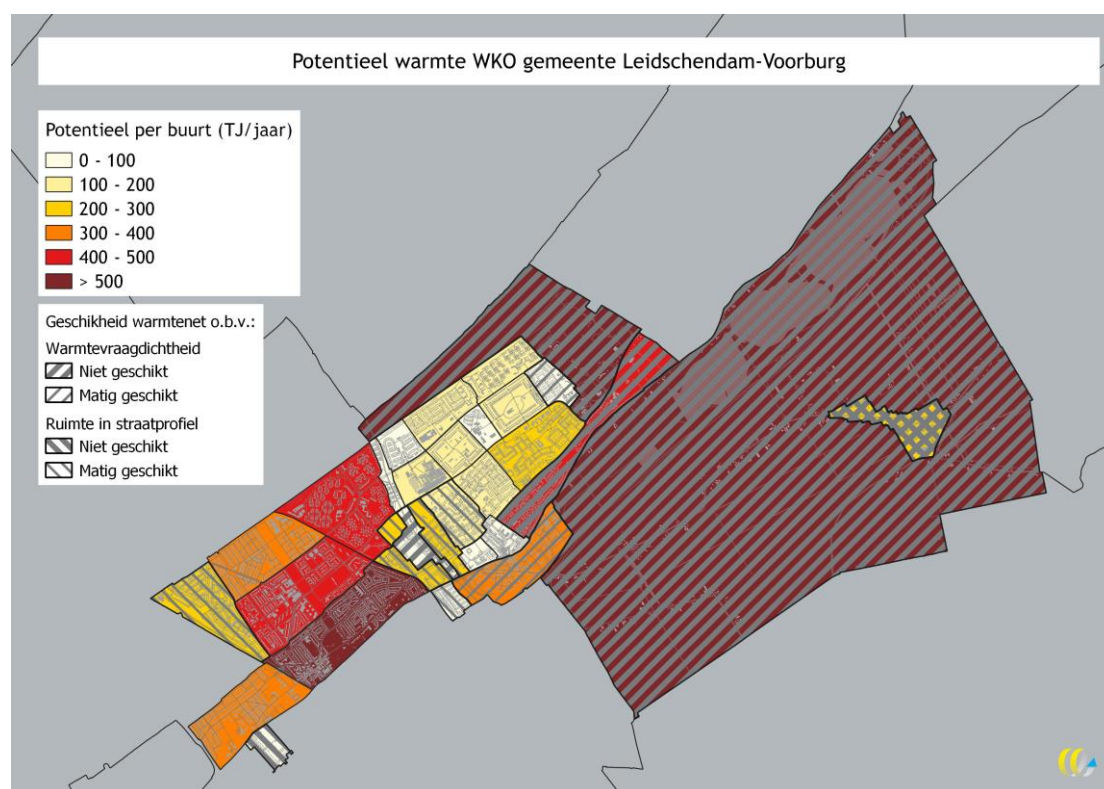 Potentieel warmte WKO gemeente Leidschendam-Voorburg
Potentieel per buurt (TJ/jaar)
0 - 100
100 - 200
200 - 300
300 - 400
400 - 500
> 500
Geschikheid warmtenet o.b.v.:
Warmtevraagdichtheid
Niet geschikt
Matig geschikt
Ruimte in straatprofiel
Niet geschikt
Matig geschikt